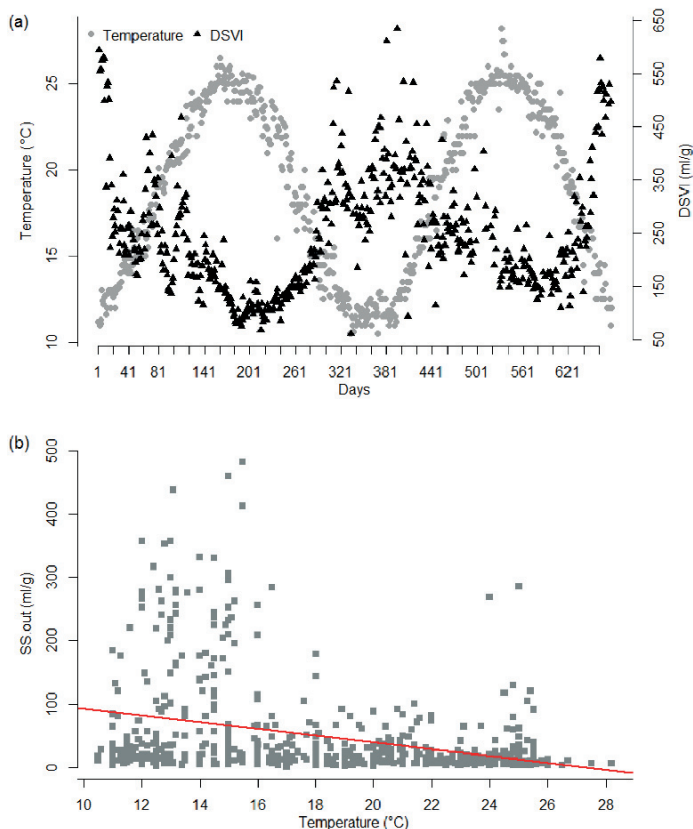 (a)
Temperature DSVI
Temperature (°C)
25
20
15
10
DSVI (ml/g)
650
550
450
350
250
150
50
1 41 81 141 201 261 321 381 441 501 561 621
Days
(b)
SS out (ml/g)
500
400
300
200
100
0
10 12 14 16 18 20 22 24 26 28
Temperature (°C)